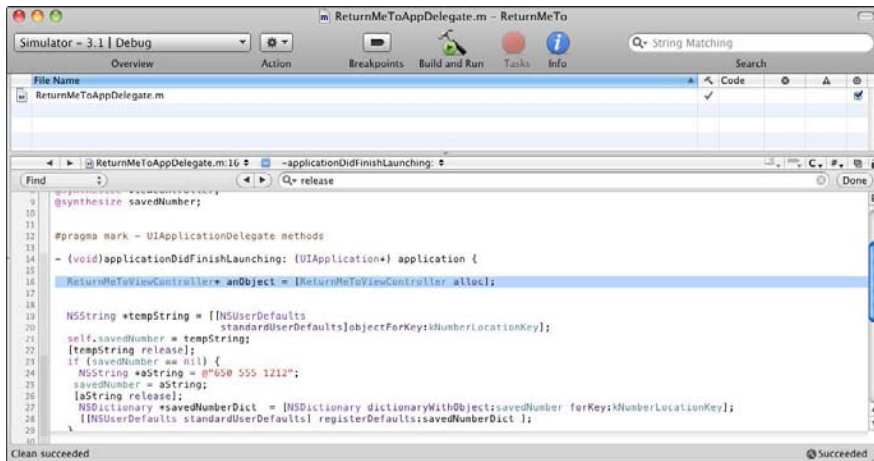 ReturnMeToAppDelegate.m - ReturnMeTo
Simulator - 3.1 | Debug
String Matching
Overview Action Breakpoints Build and Run Tasks Info Search
File Name Code
ReturnMeToAppDelegate.m
ReturnMeToAppDelegate.m:16 -applicationDidFinishLaunching:
Find release Done
9 @synthesize savedNumber;
10
11
12 #pragma mark - UIApplicationDelegate methods
13
14 - (void)applicationDidFinishLaunching: (UIApplication*) application {
15
16 ReturnMeToViewController* anObject = [ReturnMeToViewController alloc];
17
18
19 NSString *tempString = [[NSUserDefaults
20 standardUserDefaults]objectForKey:kNumberLocationKey];
21 self.savedNumber = tempString;
22 [tempString release];
23 if (savedNumber == nil) {
24 NSString *aString = @"650 555 1212";
25 savedNumber = aString;
26 [aString release];
27 NSDictionary *savedNumberDict = [NSDictionary dictionaryWithObject:savedNumber forKey:kNumberLocationKey];
28 [[NSUserDefaults standardUserDefaults] registerDefaults:savedNumberDict ];
29 }
30
Clean succeeded Succeeded